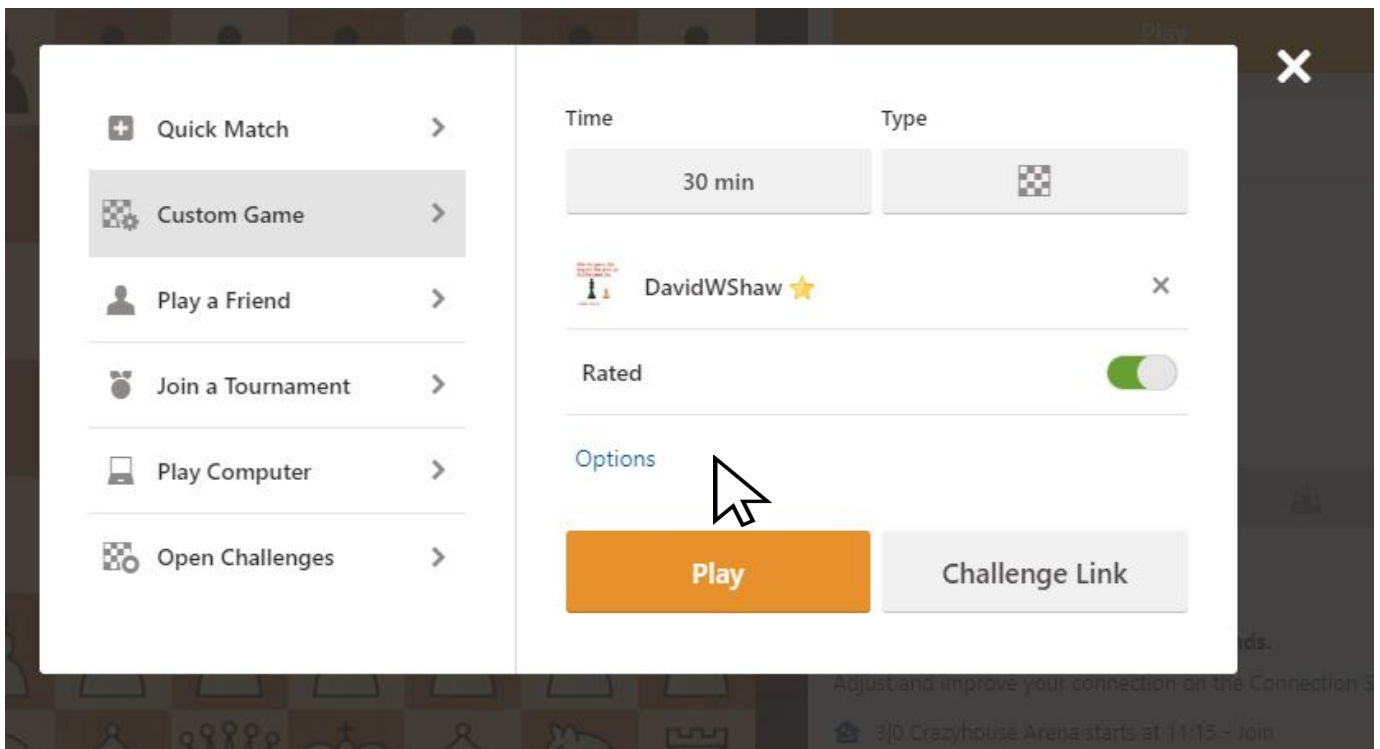 Play
Quick Match
Custom Game
Play a Friend
Join a Tournament
Play Computer
Open Challenges
Time
Type
30 min
DavidWShaw
Rated
Options
Play
Challenge Link
nds.
Adjust and improve your connection on the Connection S
3|0 Crazyhouse Arena starts at 11:15 - Join